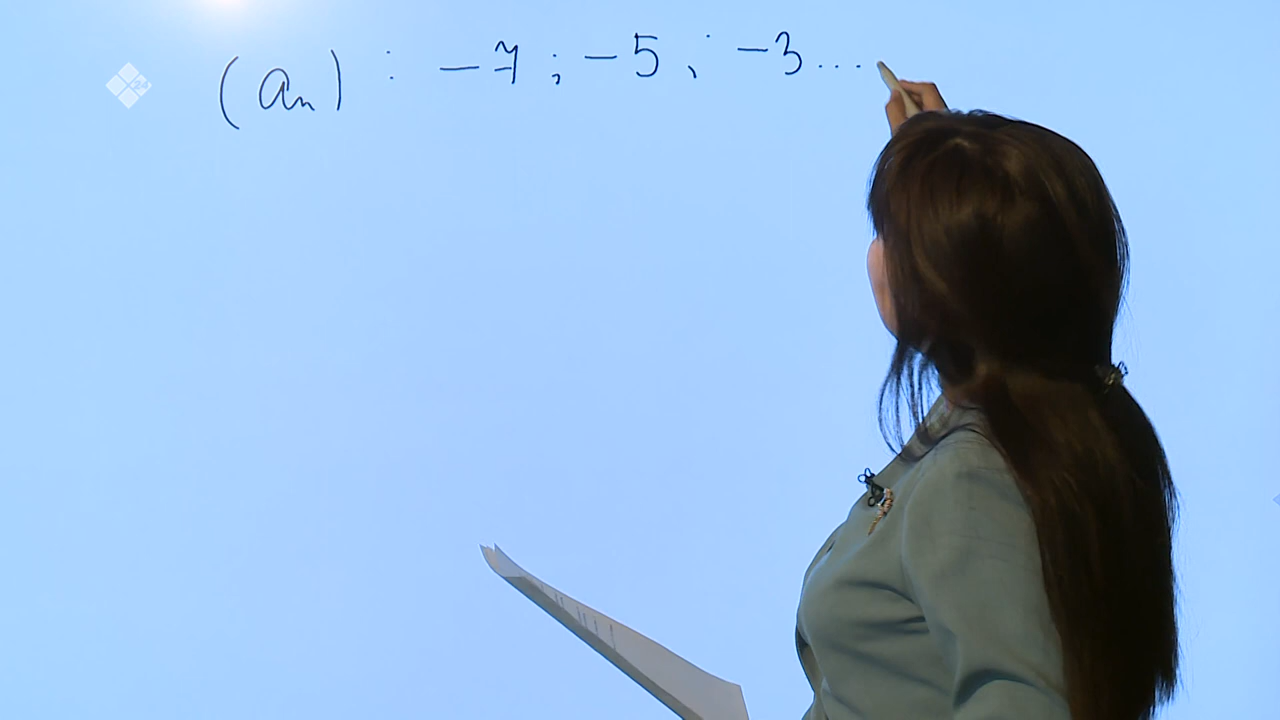 (aₙ) : -7 ; -5 ; -3 ...